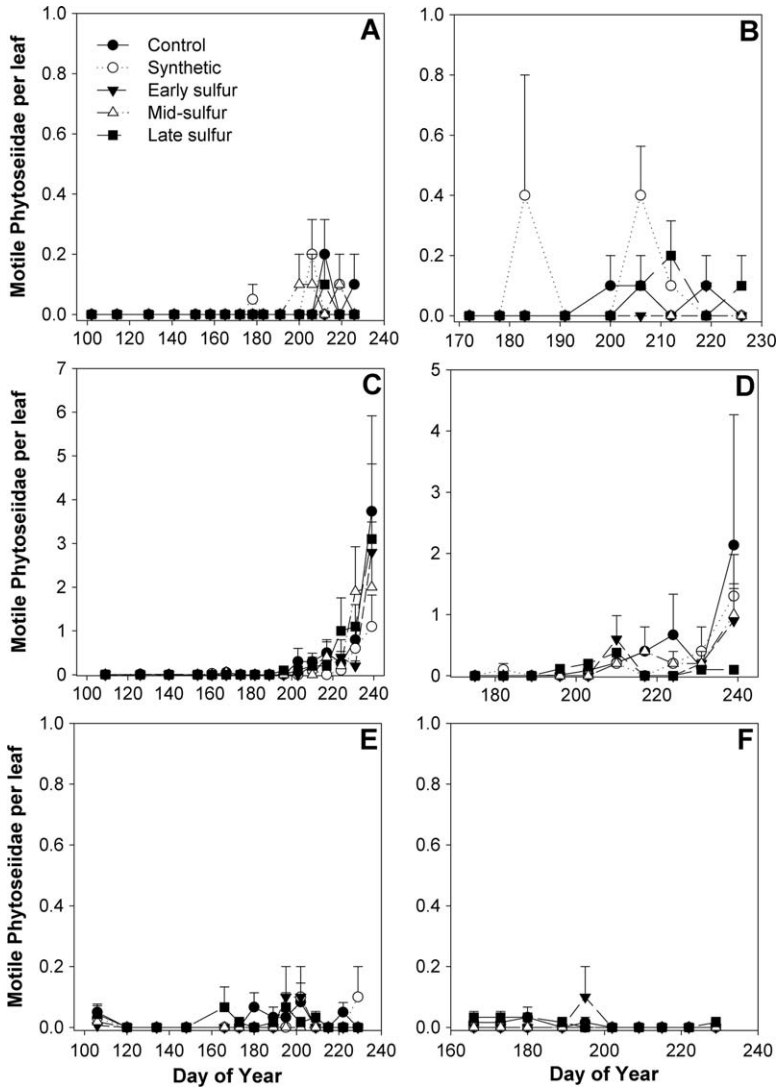 A
Motile Phytoseiidae per leaf
1.0
0.8
0.6
0.4
0.2
0.0
Control
Synthetic
Early sulfur
Mid-sulfur
Late sulfur
100 120 140 160 180 200 220 240
B
1.0
0.8
0.6
0.4
0.2
0.0
170 180 190 200 210 220 230
C
Motile Phytoseiidae per leaf
7
6
5
4
3
2
1
0
100 120 140 160 180 200 220 240
D
5
4
3
2
1
0
180 200 220 240
E
Motile Phytoseiidae per leaf
1.0
0.8
0.6
0.4
0.2
0.0
100 120 140 160 180 200 220 240
Day of Year
F
1.0
0.8
0.6
0.4
0.2
0.0
160 180 200 220 240
Day of Year